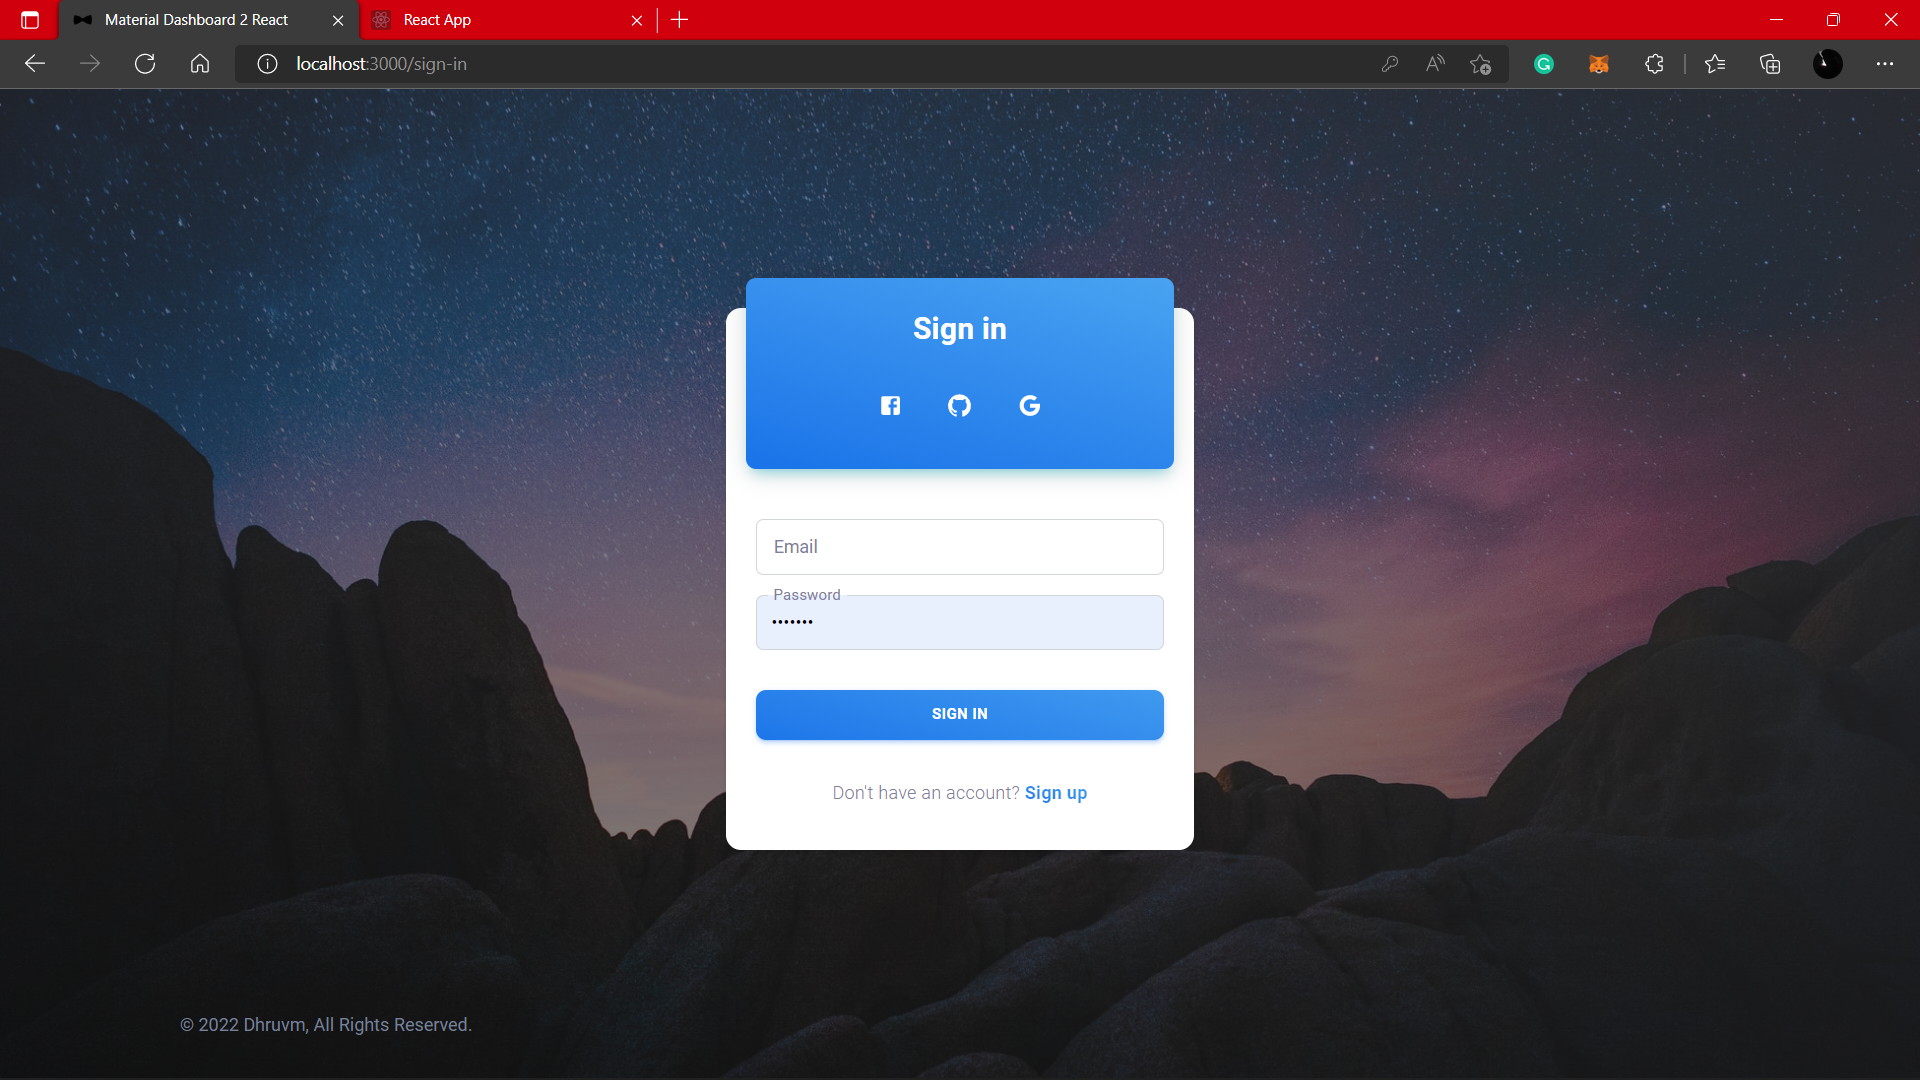 Material Dashboard 2 React
React App
localhost:3000/sign-in
Sign in
Email
Password
•••••••
SIGN IN
Don't have an account? Sign up
© 2022 Dhruvm, All Rights Reserved.